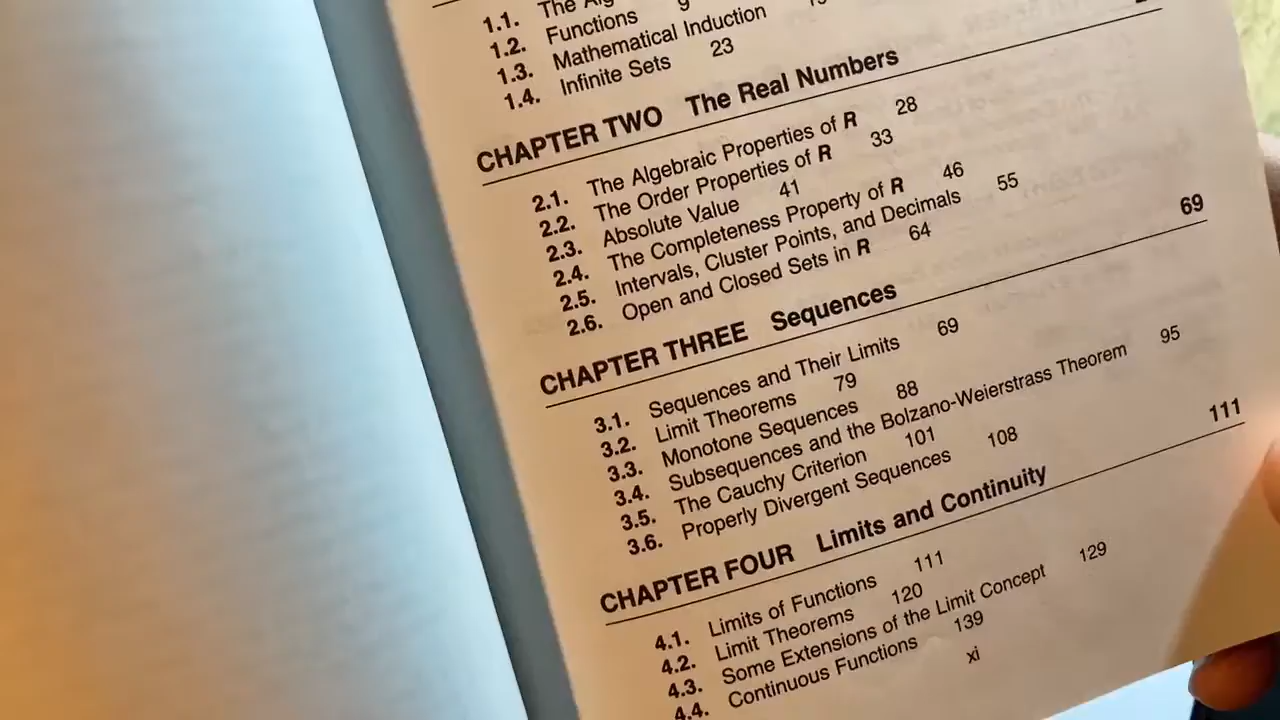 1.1. The Alg
1.2. Functions 9
1.3. Mathematical Induction
1.4. Infinite Sets 23
CHAPTER TWO The Real Numbers
2.1. The Algebraic Properties of R 28
2.2. The Order Properties of R 33
2.3. Absolute Value 41
2.4. The Completeness Property of R 46
2.5. Intervals, Cluster Points, and Decimals 55
2.6. Open and Closed Sets in R 64
CHAPTER THREE Sequences 69
3.1. Sequences and Their Limits 69
3.2. Limit Theorems 79
3.3. Monotone Sequences 88
3.4. Subsequences and the Bolzano-Weierstrass Theorem 95
3.5. The Cauchy Criterion 101
3.6. Properly Divergent Sequences 108
CHAPTER FOUR Limits and Continuity 111
4.1. Limits of Functions 111
4.2. Limit Theorems 120
4.3. Some Extensions of the Limit Concept 129
4.4. Continuous Functions 139
xi